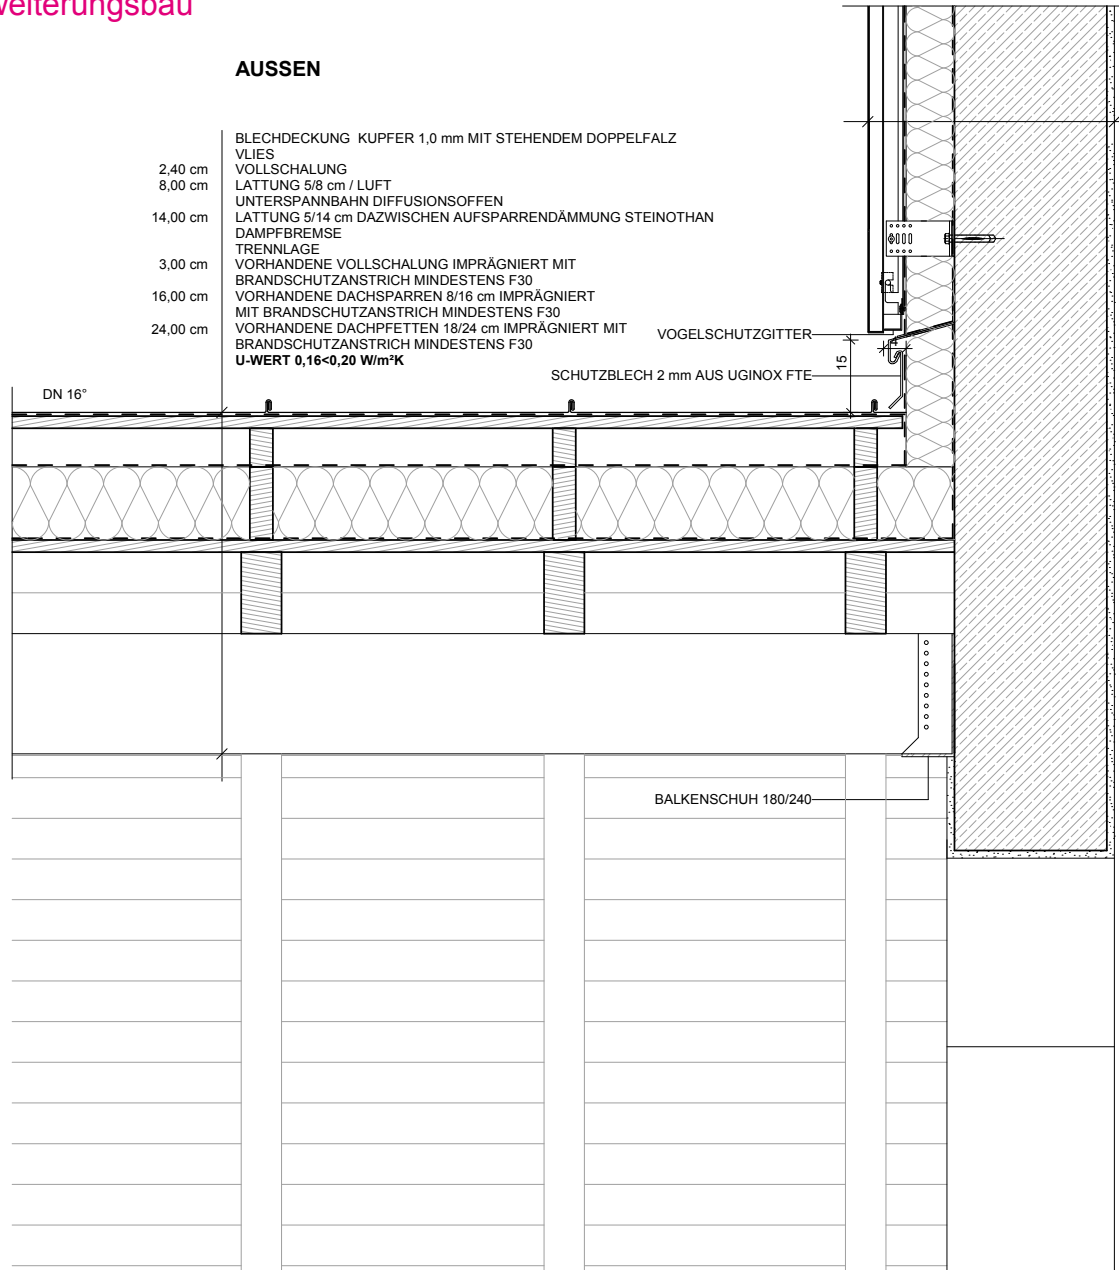 weiterungsbau
AUSSEN
BLECHDECKUNG KUPFER 1,0 mm MIT STEHENDEM DOPPELFALZ
VLIES
2,40 cm VOLLSCHALUNG
8,00 cm LATTUNG 5/8 cm / LUFT
UNTERSPANNBAHN DIFFUSIONSOFFEN
14,00 cm LATTUNG 5/14 cm DAZWISCHEN AUFSPARRENDÄMMUNG STEINOTHAN
DAMPFBREMSE
TRENNLAGE
3,00 cm VORHANDENE VOLLSCHALUNG IMPRÄGNIERT MIT
BRANDSCHUTZANSTRICH MINDESTENS F30
16,00 cm VORHANDENE DACHSPARREN 8/16 cm IMPRÄGNIERT
MIT BRANDSCHUTZANSTRICH MINDESTENS F30
24,00 cm VORHANDENE DACHPFETTEN 18/24 cm IMPRÄGNIERT MIT
BRANDSCHUTZANSTRICH MINDESTENS F30
U-WERT 0,16<0,20 W/m²K
VOGELSCHUTZGITTER
4
15
SCHUTZBLECH 2 mm AUS UGINOX FTE
DN 16°
BALKENSCHUH 180/240